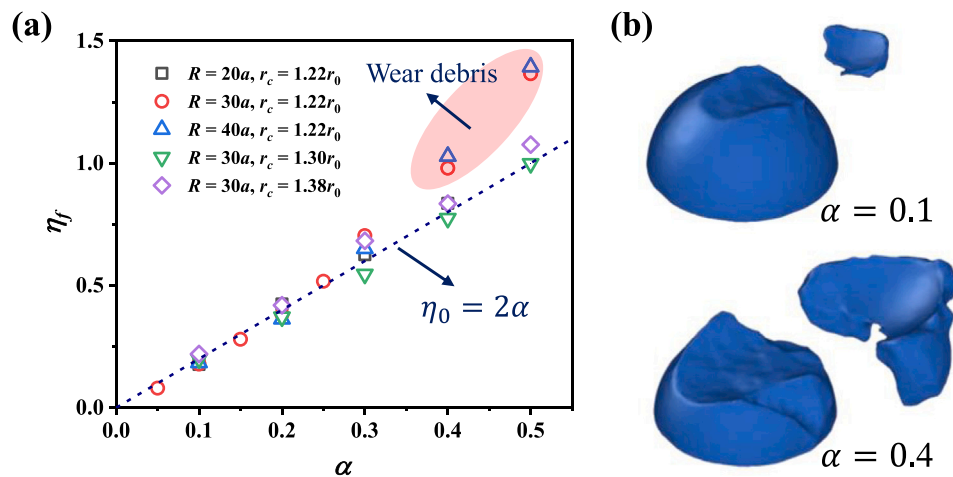 (a)
1.5
1.0
0.5
0.0
η_f
R = 20a, r_c = 1.22r_0
R = 30a, r_c = 1.22r_0
R = 40a, r_c = 1.22r_0
R = 30a, r_c = 1.30r_0
R = 30a, r_c = 1.38r_0
Wear debris
η_0 = 2α
0.0 0.1 0.2 0.3 0.4 0.5
α
(b)
α = 0.1
α = 0.4